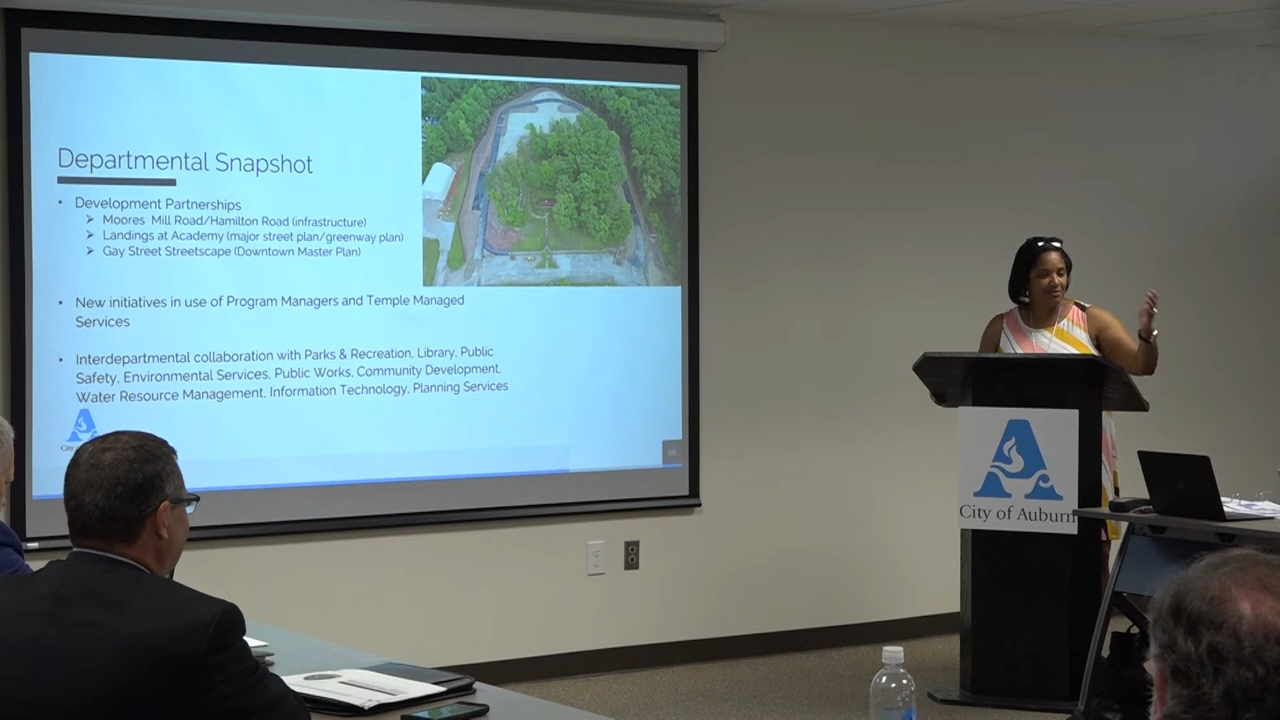 Departmental Snapshot
• Development Partnerships
➤ Moores Mill Road/Hamilton Road (infrastructure)
➤ Landings at Academy (major street plan/greenway plan)
➤ Gay Street Streetscape (Downtown Master Plan)
• New initiatives in use of Program Managers and Temple Managed
Services
• Interdepartmental collaboration with Parks & Recreation, Library, Public
Safety, Environmental Services, Public Works, Community Development,
Water Resource Management, Information Technology, Planning Services
City
66
City of Auburn